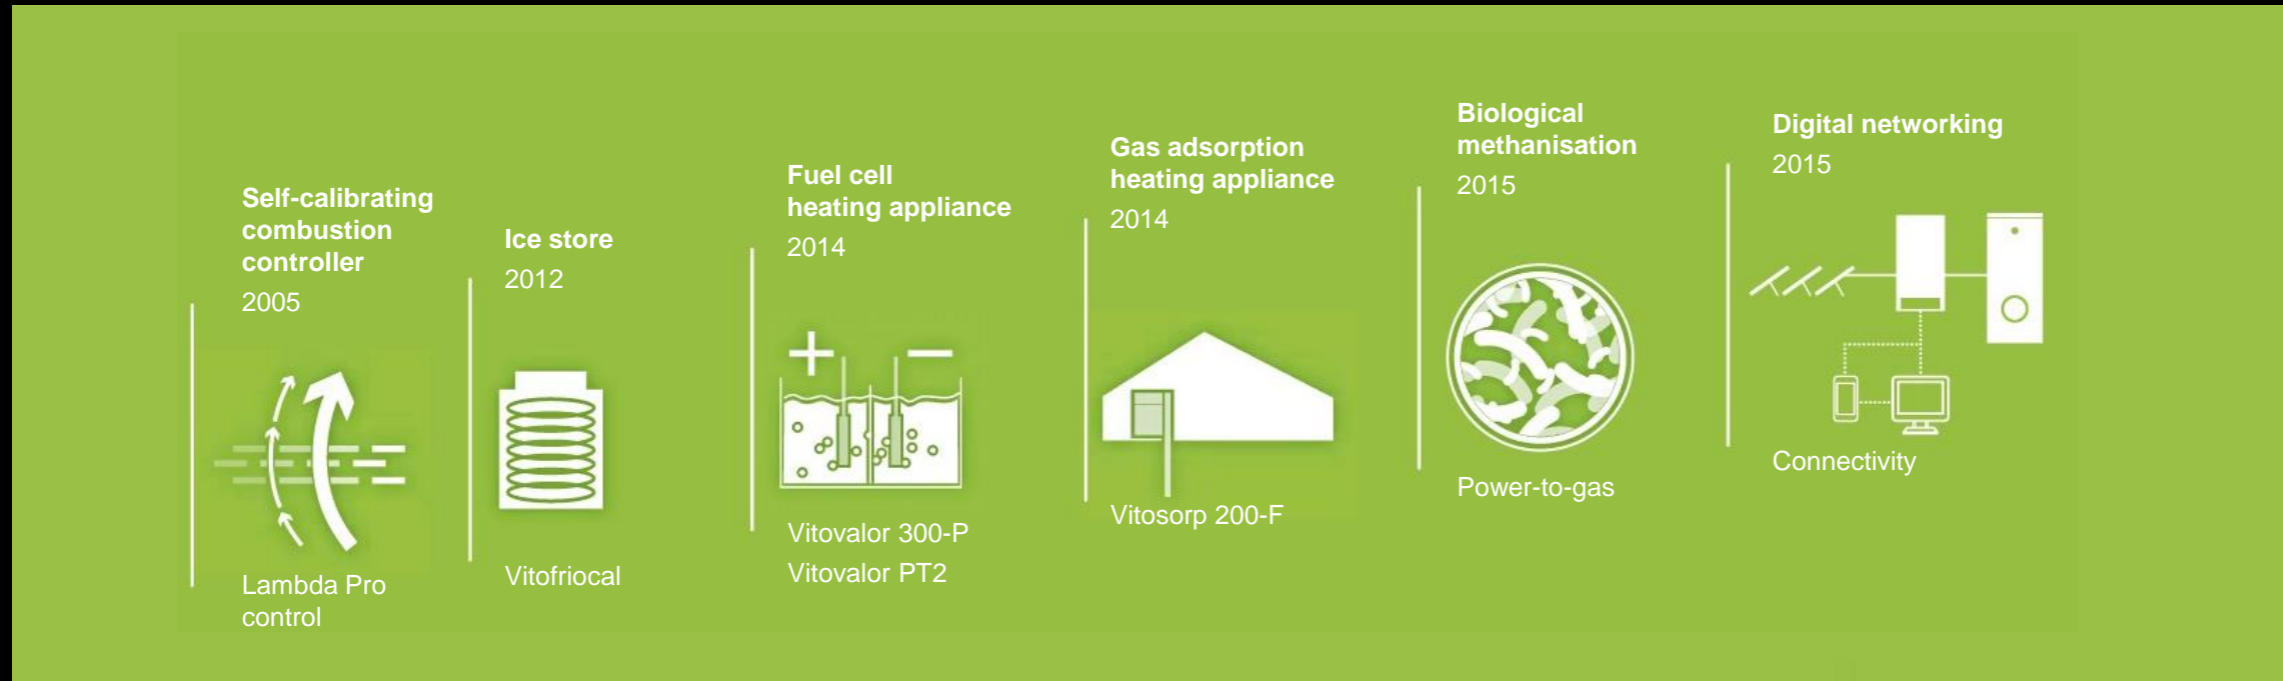 Self-calibrating
combustion
controller
2005
Lambda Pro
control
Ice store
2012
Vitofriocal
Fuel cell
heating appliance
2014
Vitovalor 300-P
Vitovalor PT2
Gas adsorption
heating appliance
2014
Vitosorp 200-F
Biological
methanisation
2015
Power-to-gas
Digital networking
2015
Connectivity